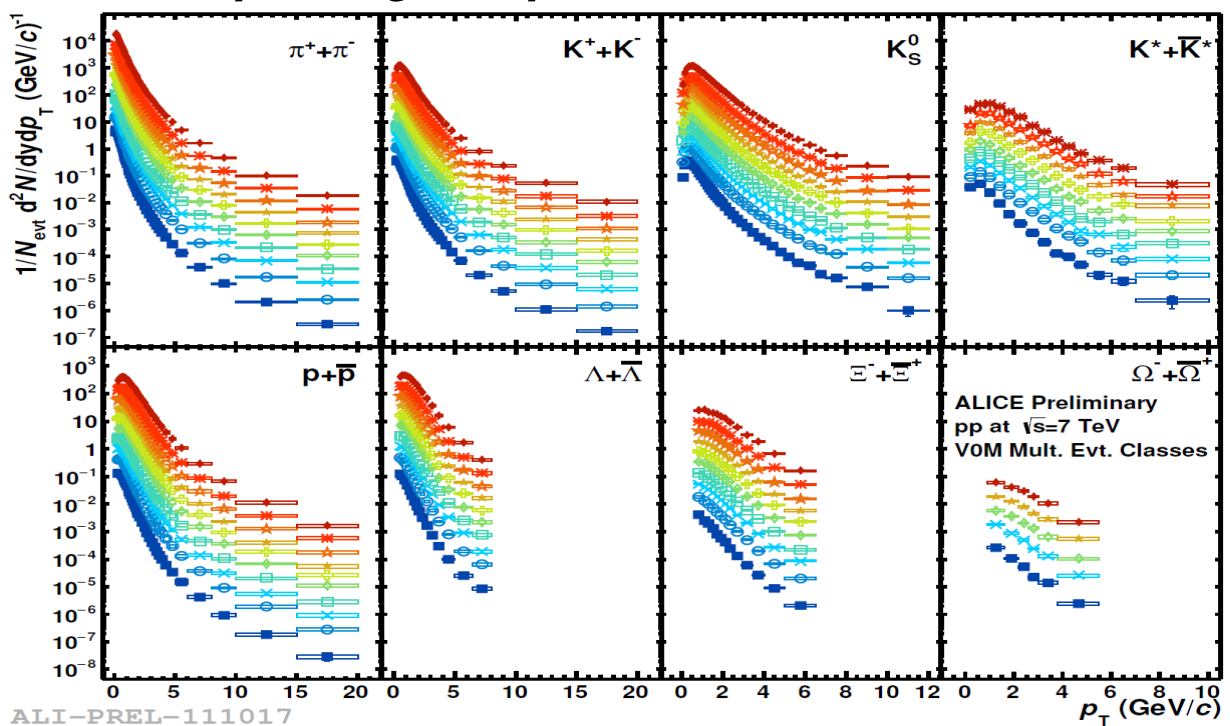 π⁺+π⁻
K⁺+K⁻
K⁰_S
K*+K̅*
1/N_evt d²N/dydp_T (GeV/c)⁻¹
10⁴
10³
10²
10
1
10⁻¹
10⁻²
10⁻³
10⁻⁴
10⁻⁵
10⁻⁶
10⁻⁷
p+p̅
Λ+Λ̅
Ξ⁻+Ξ̅⁺
Ω⁻+Ω̅⁺
ALICE Preliminary
pp at √s=7 TeV
V0M Mult. Evt. Classes
10³
10²
10
1
10⁻¹
10⁻²
10⁻³
10⁻⁴
10⁻⁵
10⁻⁶
10⁻⁷
10⁻⁸
0 5 10 15 20 0 5 10 15 20 0 2 4 6 8 10 12 0 2 4 6 8 10
p_T (GeV/c)
ALI-PREL-111017